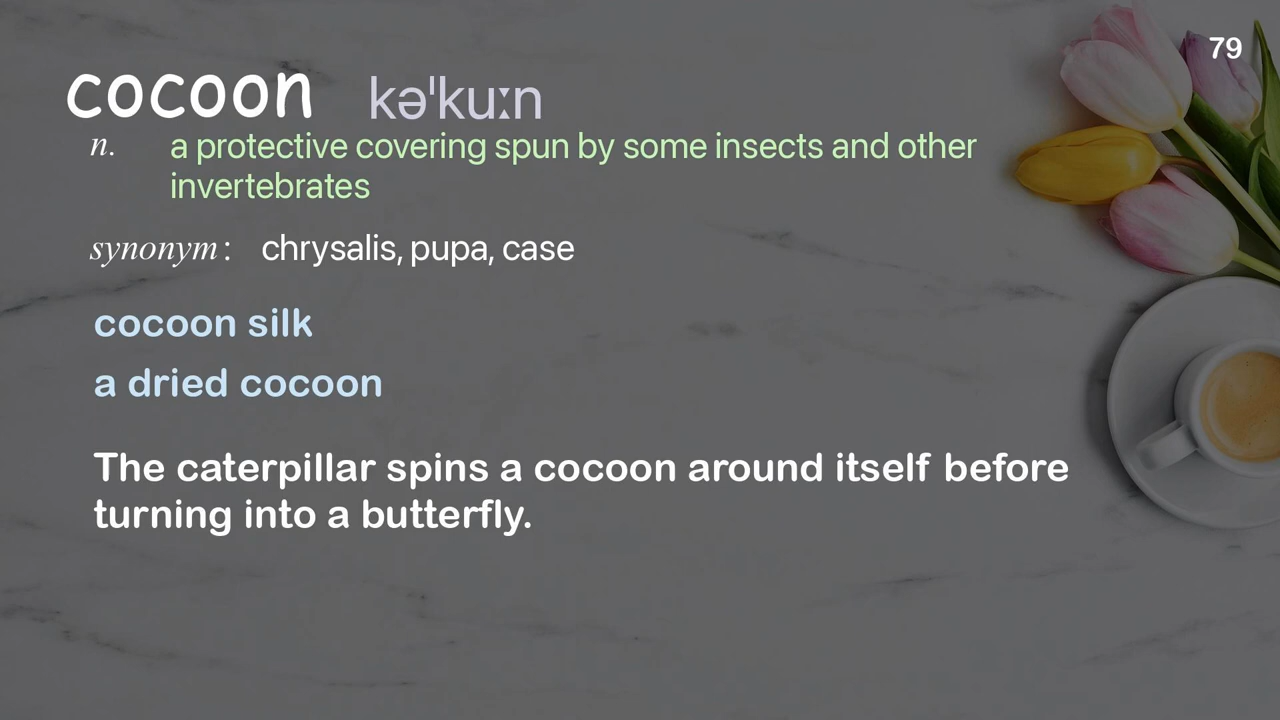 79
cocoon kəˈkuːn
n. a protective covering spun by some insects and other
invertebrates
synonym: chrysalis, pupa, case
cocoon silk
a dried cocoon
The caterpillar spins a cocoon around itself before
turning into a butterfly.